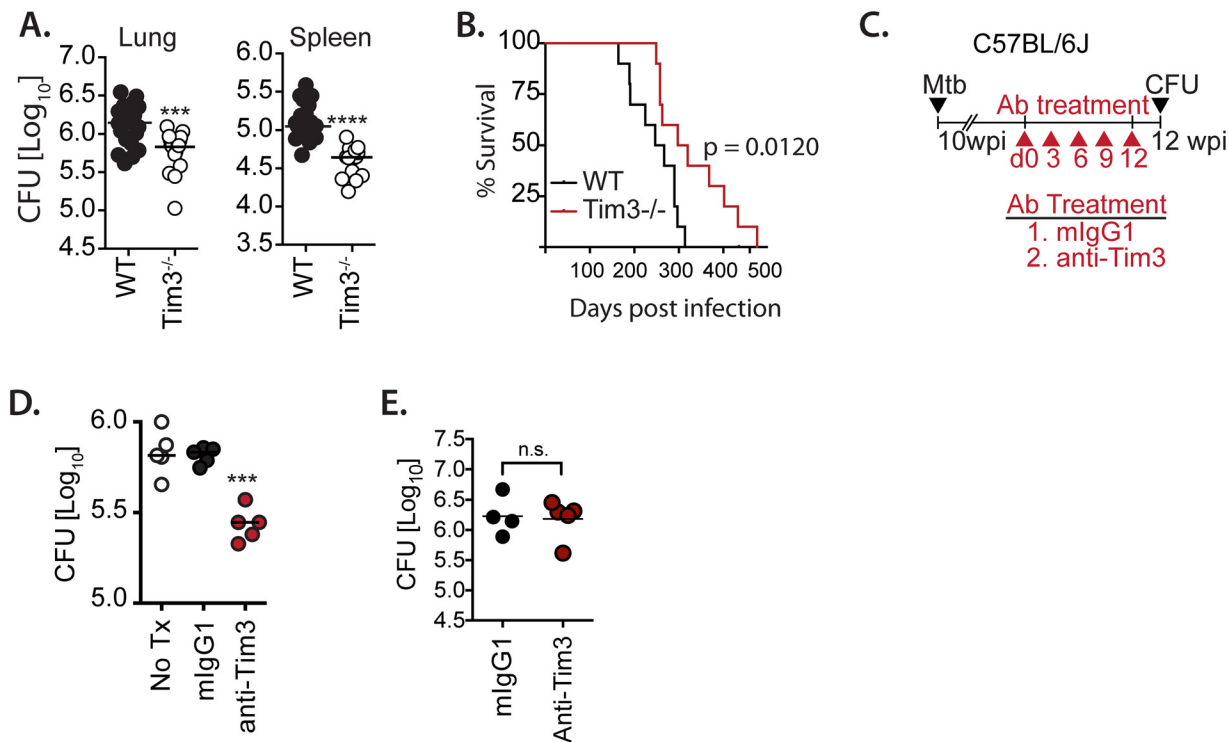 A.
Lung
Spleen
CFU [Log10]
7.0
6.5
6.0
5.5
5.0
4.5
***
WT
Tim3-/-
6.0
5.5
5.0
4.5
4.0
3.5
****
WT
Tim3-/-
B.
% Survival
100
75
50
25
WT
Tim3-/-
p = 0.0120
0 100 200 300 400 500
Days post infection
C.
C57BL/6J
Mtb
CFU
Ab treatment
10wpi
12 wpi
d0 3 6 9 12
Ab Treatment
1. mIgG1
2. anti-Tim3
D.
CFU [Log10]
6.0
5.5
5.0
***
No Tx
mIgG1
anti-Tim3
E.
CFU [Log10]
7.5
7.0
6.5
6.0
5.5
5.0
4.5
n.s.
mIgG1
Anti-Tim3